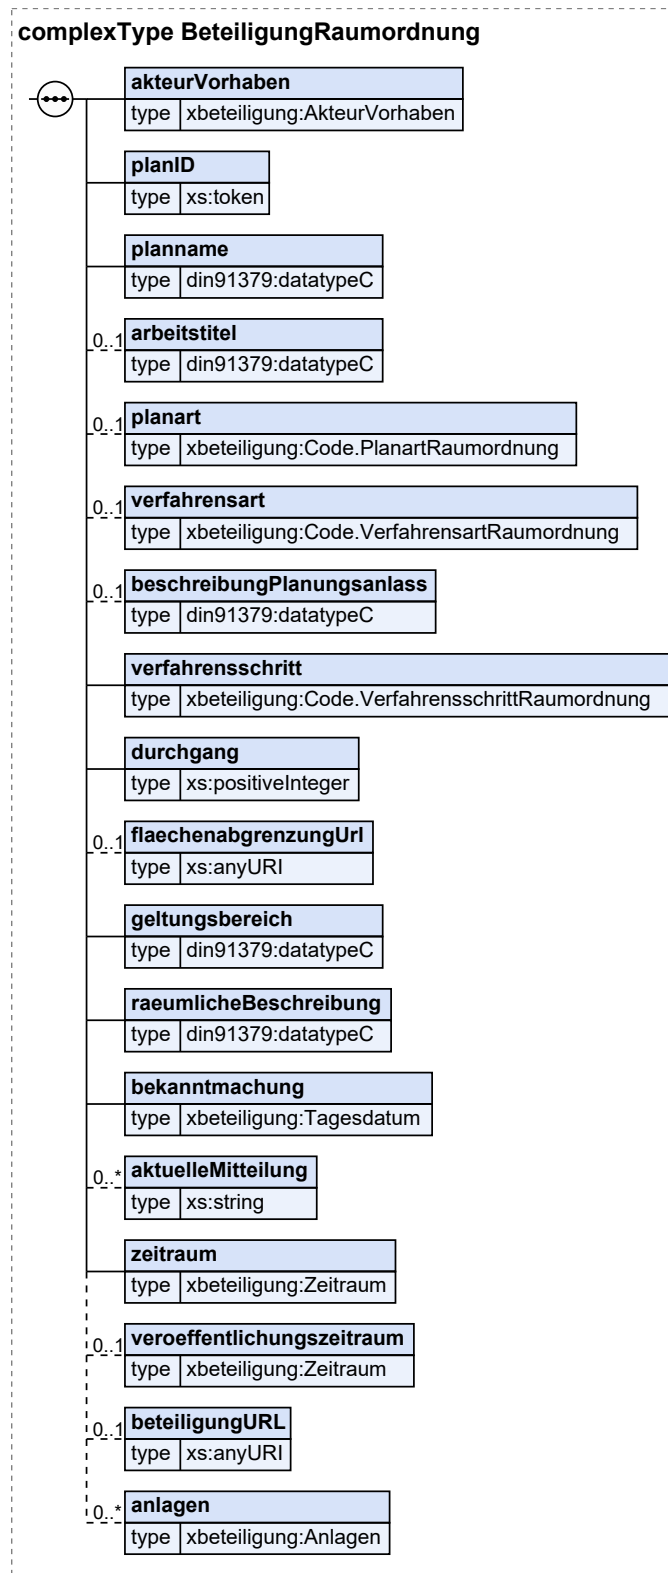 complexType BeteiligungRaumordnung
akteurVorhaben
type xbeteiligung:AkteurVorhaben
planID
type xs:token
planname
type din91379:datatypeC
0..1 arbeitstitel
type din91379:datatypeC
0..1 planart
type xbeteiligung:Code.PlanartRaumordnung
0..1 verfahrensart
type xbeteiligung:Code.VerfahrensartRaumordnung
0..1 beschreibungPlanungsanlass
type din91379:datatypeC
verfahrensschritt
type xbeteiligung:Code.VerfahrensschrittRaumordnung
durchgang
type xs:positiveInteger
0..1 flaechenabgrenzungUrl
type xs:anyURI
geltungsbereich
type din91379:datatypeC
raeumlicheBeschreibung
type din91379:datatypeC
bekanntmachung
type xbeteiligung:Tagesdatum
0..* aktuelleMitteilung
type xs:string
zeitraum
type xbeteiligung:Zeitraum
0..1 veroeffentlichungszeitraum
type xbeteiligung:Zeitraum
0..1 beteiligungURL
type xs:anyURI
0..* anlagen
type xbeteiligung:Anlagen